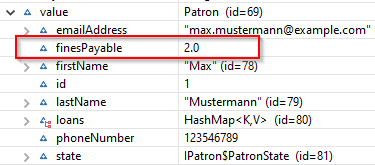 value Patron (id=69)
emailAddress "max.mustermann@example.com"
finesPayable 2.0
firstName "Max" (id=78)
id 1
lastName "Mustermann" (id=79)
loans HashMap<K,V> (id=80)
phoneNumber 123546789
state IPatron$PatronState (id=81)